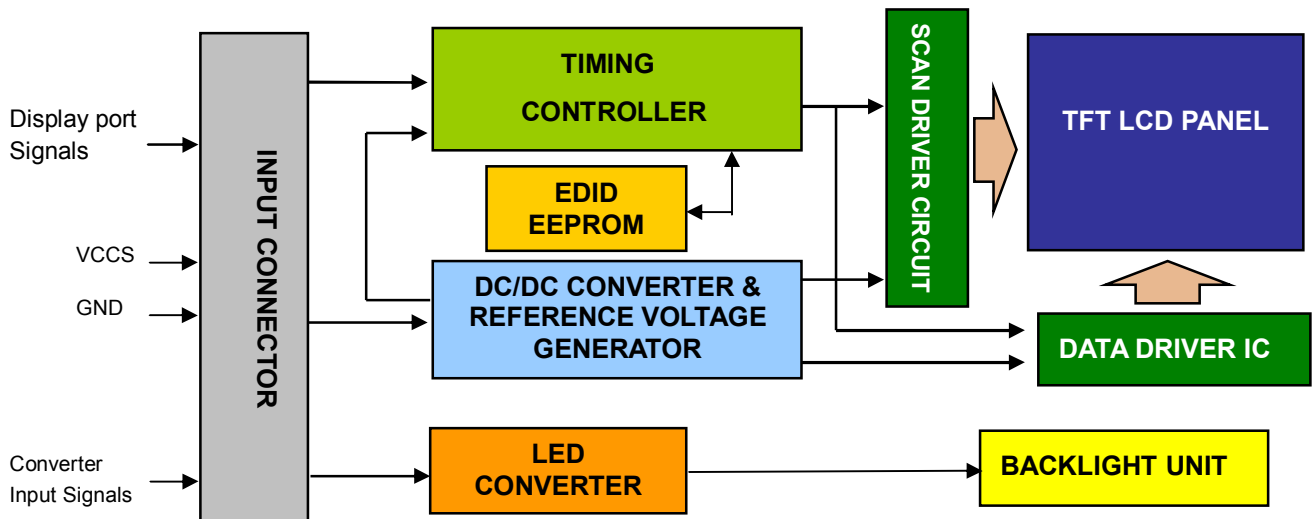 Display port
Signals
VCCS
GND
Converter
Input Signals
INPUT CONNECTOR
TIMING
CONTROLLER
EDID
EEPROM
DC/DC CONVERTER &
REFERENCE VOLTAGE
GENERATOR
LED
CONVERTER
SCAN DRIVER CIRCUIT
TFT LCD PANEL
DATA DRIVER IC
BACKLIGHT UNIT